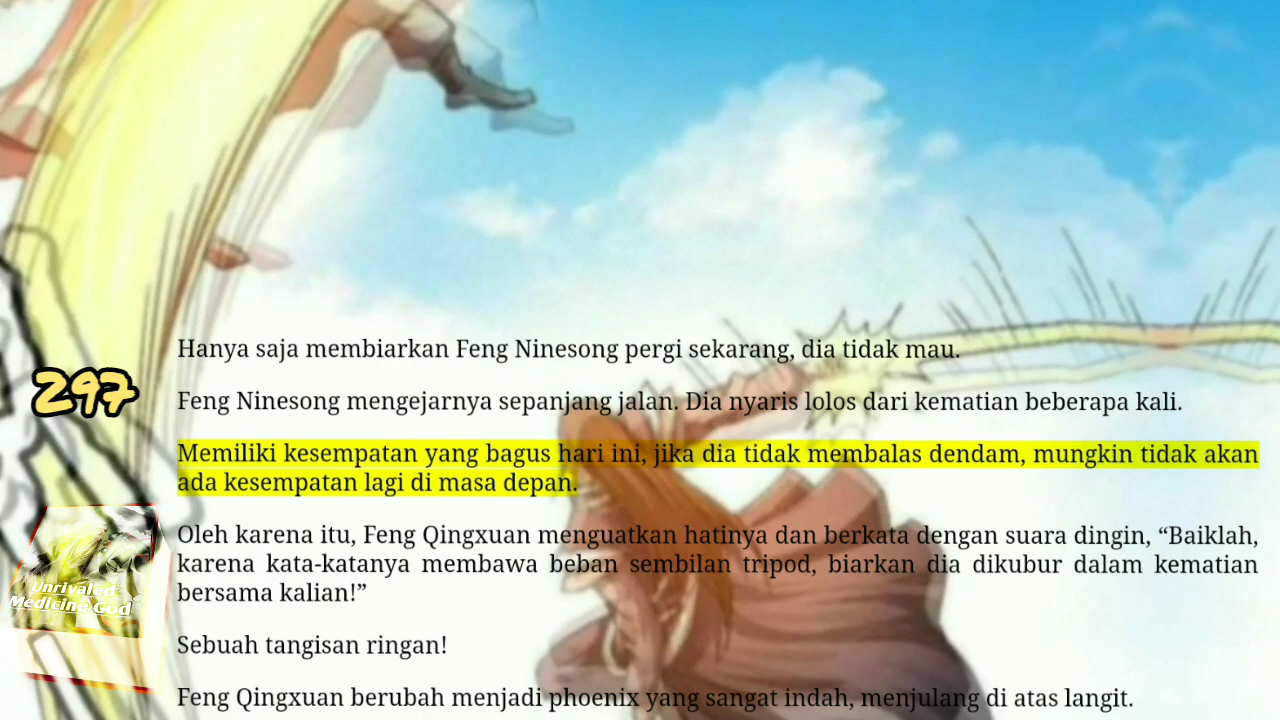 Hanya saja membiarkan Feng Ninesong pergi sekarang, dia tidak mau.
297
Feng Ninesong mengejarnya sepanjang jalan. Dia nyaris lolos dari kematian beberapa kali.
Memiliki kesempatan yang bagus hari ini, jika dia tidak membalas dendam, mungkin tidak akan
ada kesempatan lagi di masa depan.
Oleh karena itu, Feng Qingxuan menguatkan hatinya dan berkata dengan suara dingin, “Baiklah,
karena kata-katanya membawa beban sembilan tripod, biarkan dia dikubur dalam kematian
bersama kalian!”
Unrivaled
Medicine God
Sebuah tangisan ringan!
Feng Qingxuan berubah menjadi phoenix yang sangat indah, menjulang di atas langit.